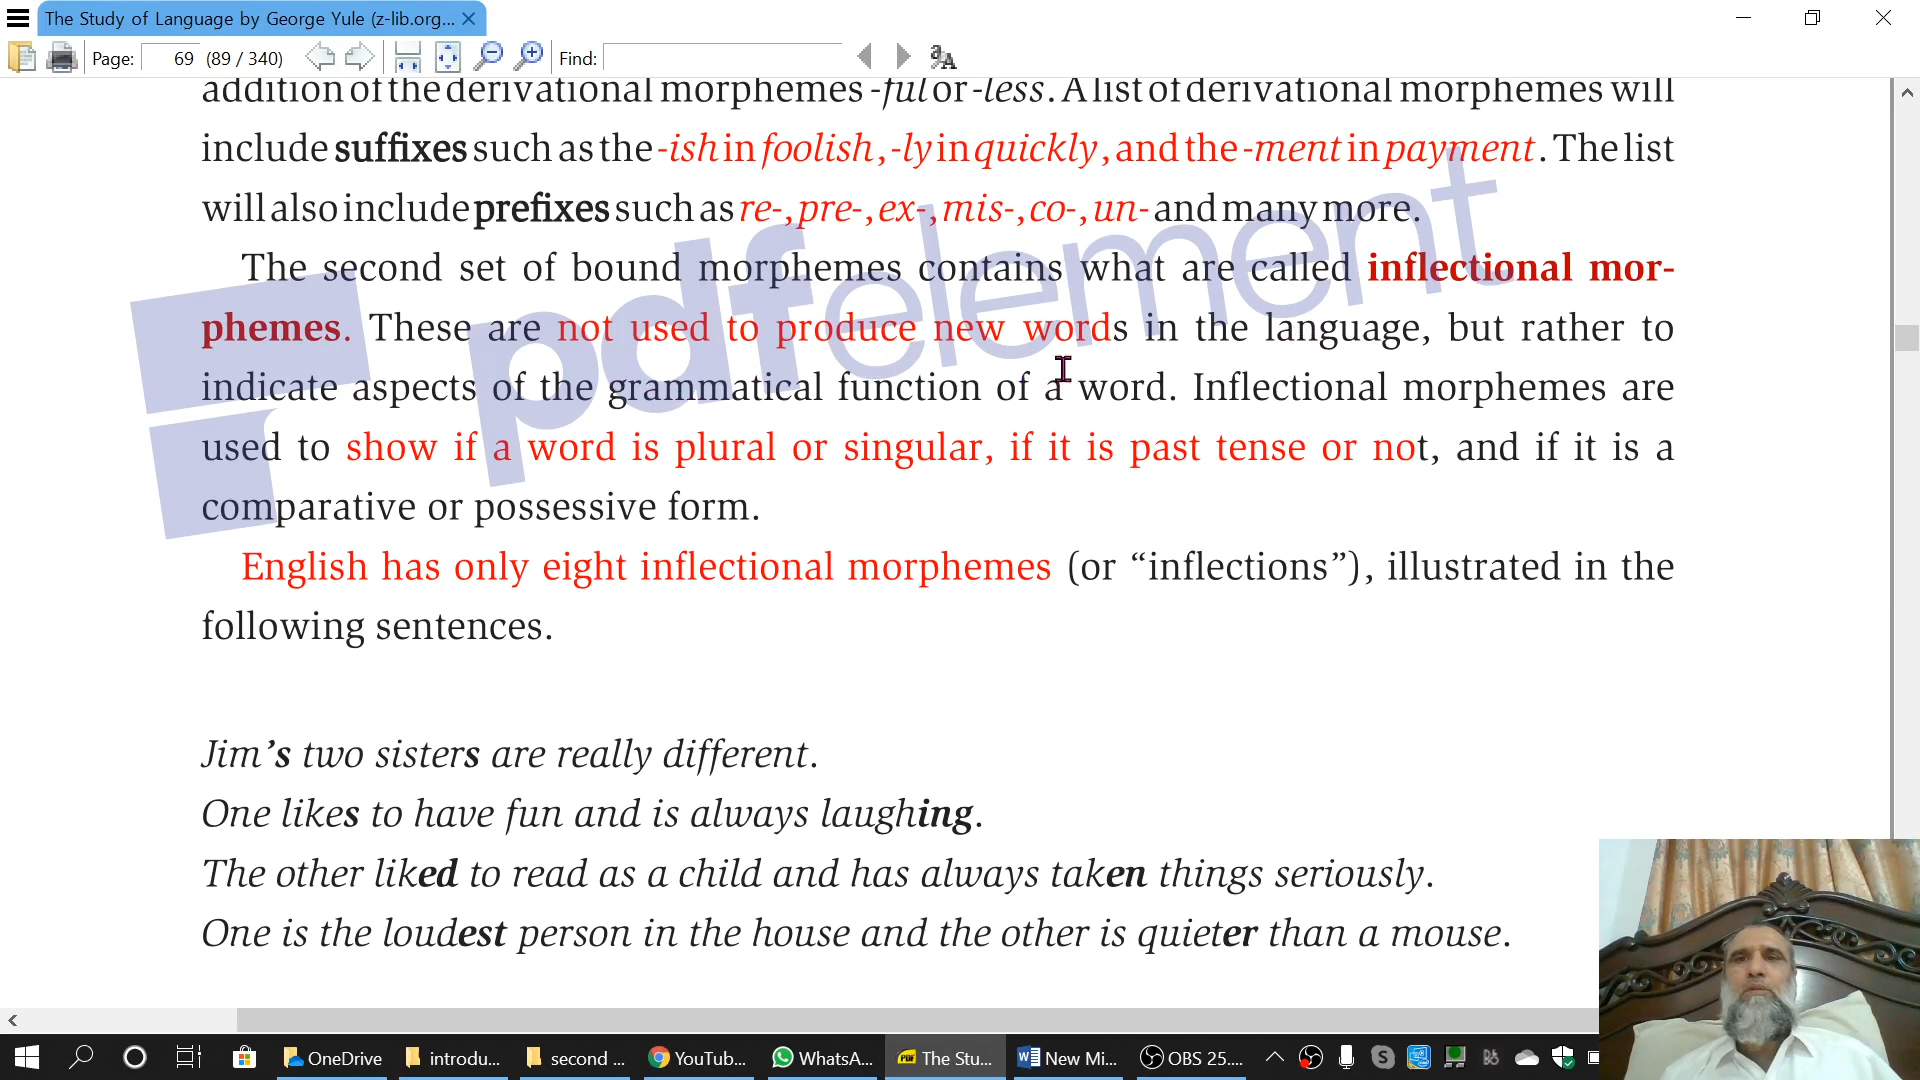 The Study of Language by George Yule (z-lib.org...
Page: 69 (89 / 340) Find:
addition of the derivational morphemes -ful or -less. A list of derivational morphemes will
include suffixes such as the -ish in foolish, -ly in quickly, and the -ment in payment. The list
will also include prefixes such as re-, pre-, ex-, mis-, co-, un- and many more.
The second set of bound morphemes contains what are called inflectional mor-
phemes. These are not used to produce new words in the language, but rather to
indicate aspects of the grammatical function of a word. Inflectional morphemes are
used to show if a word is plural or singular, if it is past tense or not, and if it is a
comparative or possessive form.
English has only eight inflectional morphemes (or “inflections”), illustrated in the
following sentences.
Jim’s two sisters are really different.
One likes to have fun and is always laughing.
The other liked to read as a child and has always taken things seriously.
One is the loudest person in the house and the other is quieter than a mouse.
pdfelement
OneDrive introdu... second ... YouTub... WhatsA... The Stu... New Mi... OBS 25....